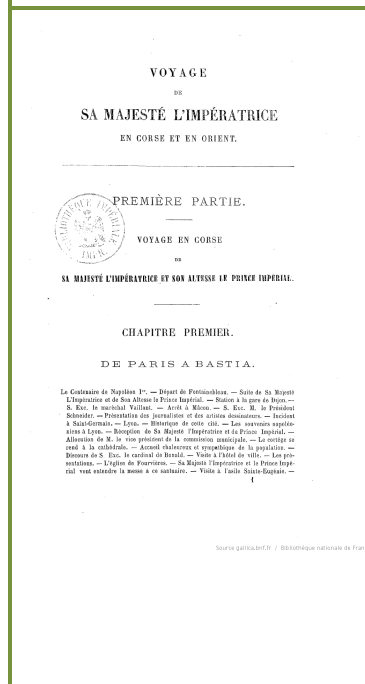 VOYAGE
DE
SA MAJESTÉ L'IMPÉRATRICE
EN CORSE ET EN ORIENT.
PREMIÈRE PARTIE.
BIBLIOTHÈQUE IMPÉRIALE
IMPR.
VOYAGE EN CORSE
DE
SA MAJESTÉ L'IMPÉRATRICE ET SON ALTESSE LE PRINCE IMPÉRIAL.
CHAPITRE PREMIER.
DE PARIS A BASTIA.
Le Centenaire de Napoléon Ier. — Départ de Fontainebleau. — Suite de Sa Majesté
L'Impératrice et de Son Altesse le Prince Impérial. — Station à la gare de Dijon. —
S. Exc. le maréchal Vaillant. — Arrêt à Mâcon. — S. Exc. M. le Président
Schneider. — Présentation des journalistes et des artistes dessinateurs. — Incident
à Saint-Germain. — Lyon. — Historique de cette cité. — Les souvenirs napoléo-
niens à Lyon. — Réception de Sa Majesté l'Impératrice et du Prince Impérial. —
Allocution de M. le vice président de la commission municipale. — Le cortége se
rend à la cathédrale. — Accueil chaleureux et sympathique de la population. —
Discours de S Exc. le cardinal de Bonald. — Visite à l'hôtel de ville. — Les pré-
sentations. — L'église de Fourvières. — Sa Majesté l'Impératrice et le Prince Impé-
rial vont entendre la messe a ce santuaire. — Visite à l'asile Sainte-Eugénie. —
1
Source gallica.bnf.fr / Bibliothèque nationale de Fran